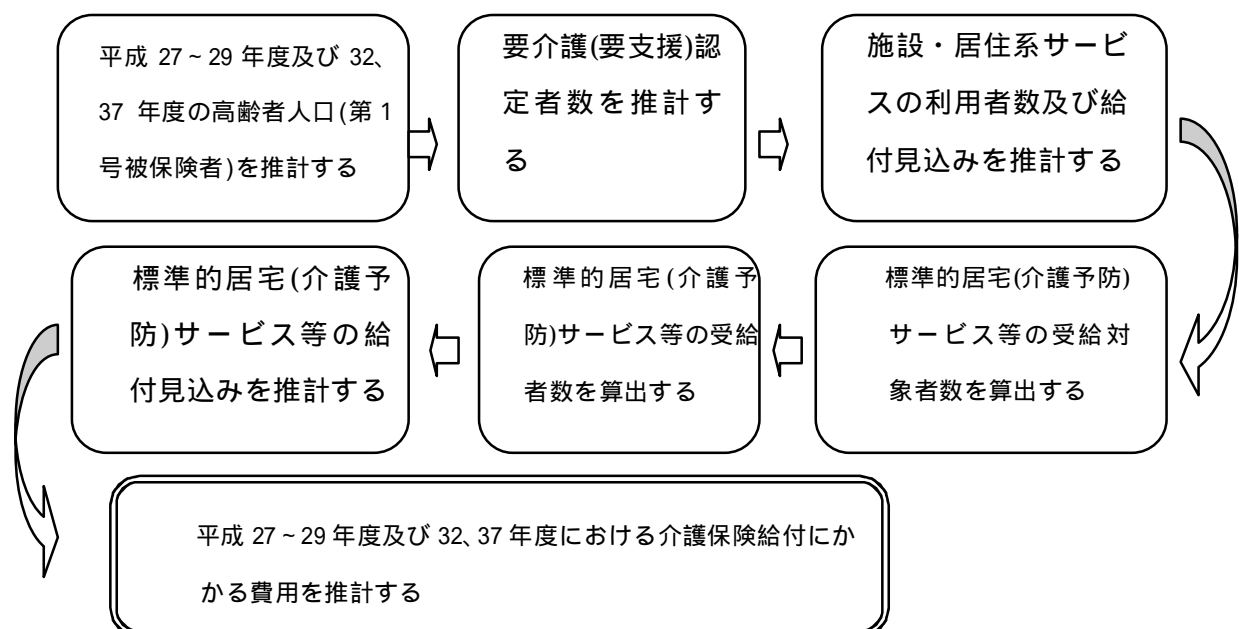 平成 27~29 年度及び 32、
37 年度の高齢者人口(第 1
号被保険者)を推計する
要介護(要支援)認
定者数を推計す
る
施設・居住系サービ
スの利用者数及び給
付見込みを推計する
標準的居宅(介護予防)
サービス等の受給対
象者数を算出する
標準的居宅(介護予
防)サービス等の受給
者数を算出する
標準的居宅(介護予
防)サービス等の給
付見込みを推計する
平成 27~29 年度及び 32、37 年度における介護保険給付にか
かる費用を推計する